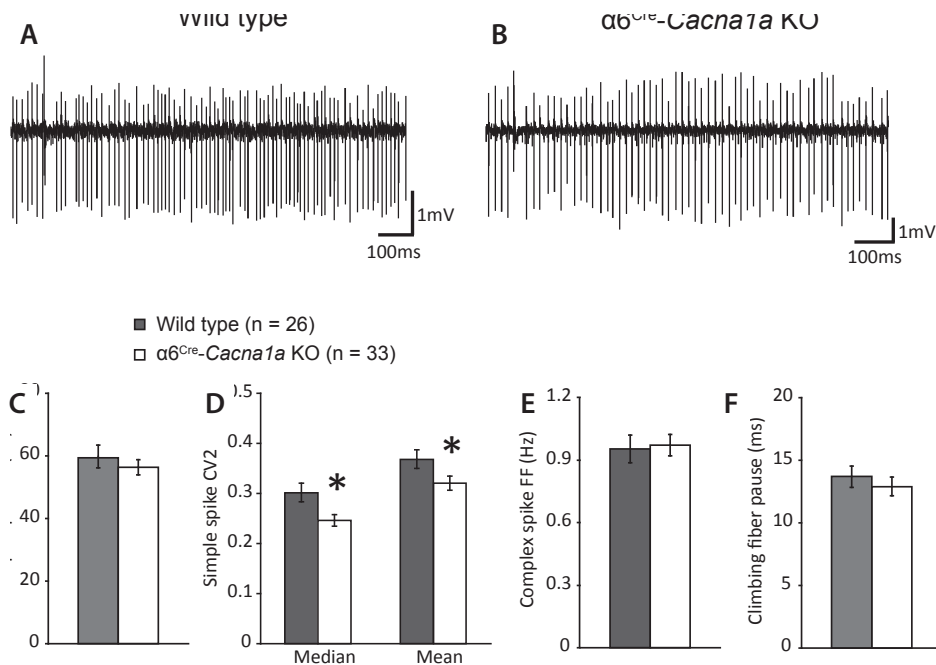 Wild type
α6Cre-Cacna1a KO
A
B
1mV
100ms
1mV
100ms
Wild type (n = 26)
α6Cre-Cacna1a KO (n = 33)
C
60
40
20
0
D
Simple spike CV2
0.5
0.4
0.3
0.2
0.1
0
*
*
Median
Mean
E
Complex spike FF (Hz)
1.2
0.9
0.6
0.3
0
F
Climbing fiber pause (ms)
20
15
10
5
0